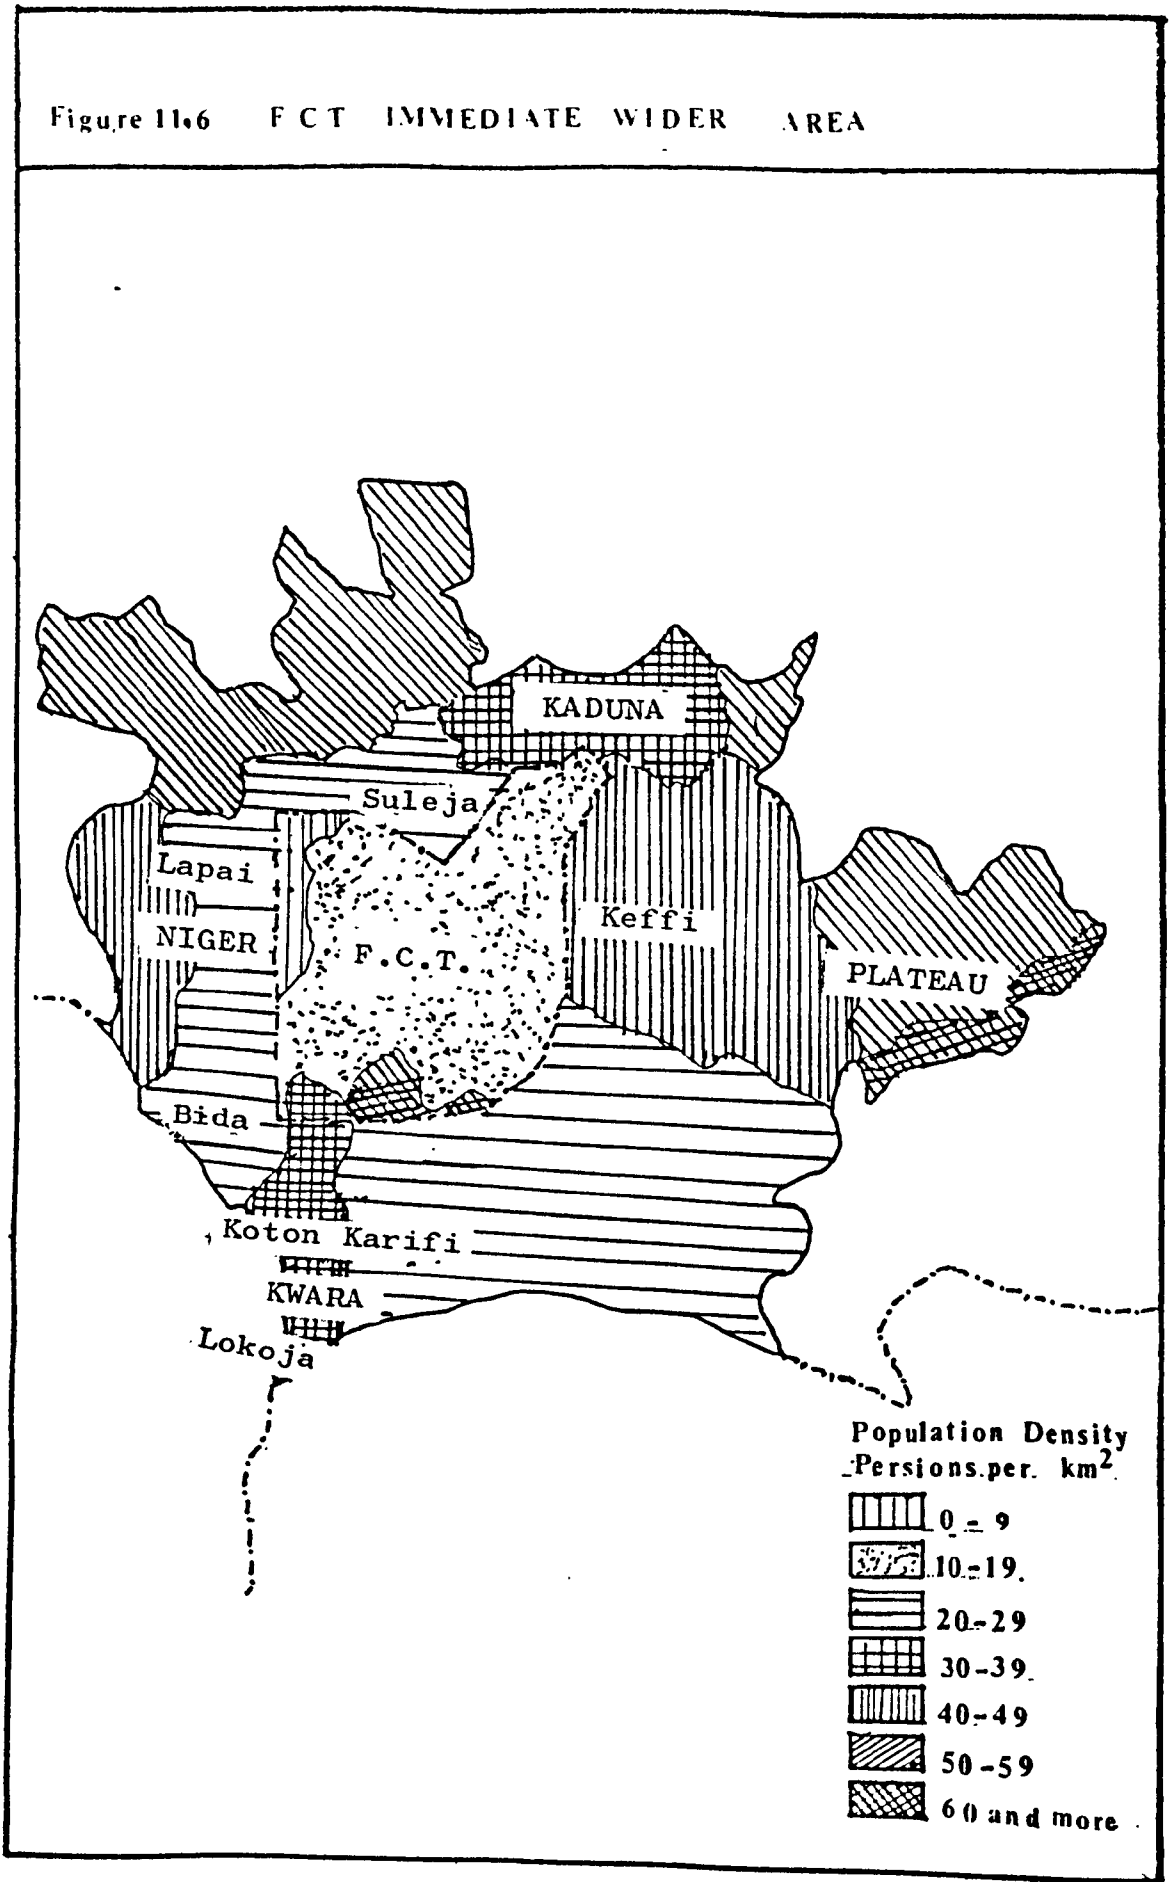 Figure 11.6 FCT IMMEDIATE WIDER AREA
KADUNA
Suleja
Lapai
NIGER
F.C.T.
Keffi
PLATEAU
Bida
Koton Karifi
KWARA
Lokoja
Population Density
Persions per km²
0 - 9
10-19
20-29
30-39
40-49
50-59
60 and more